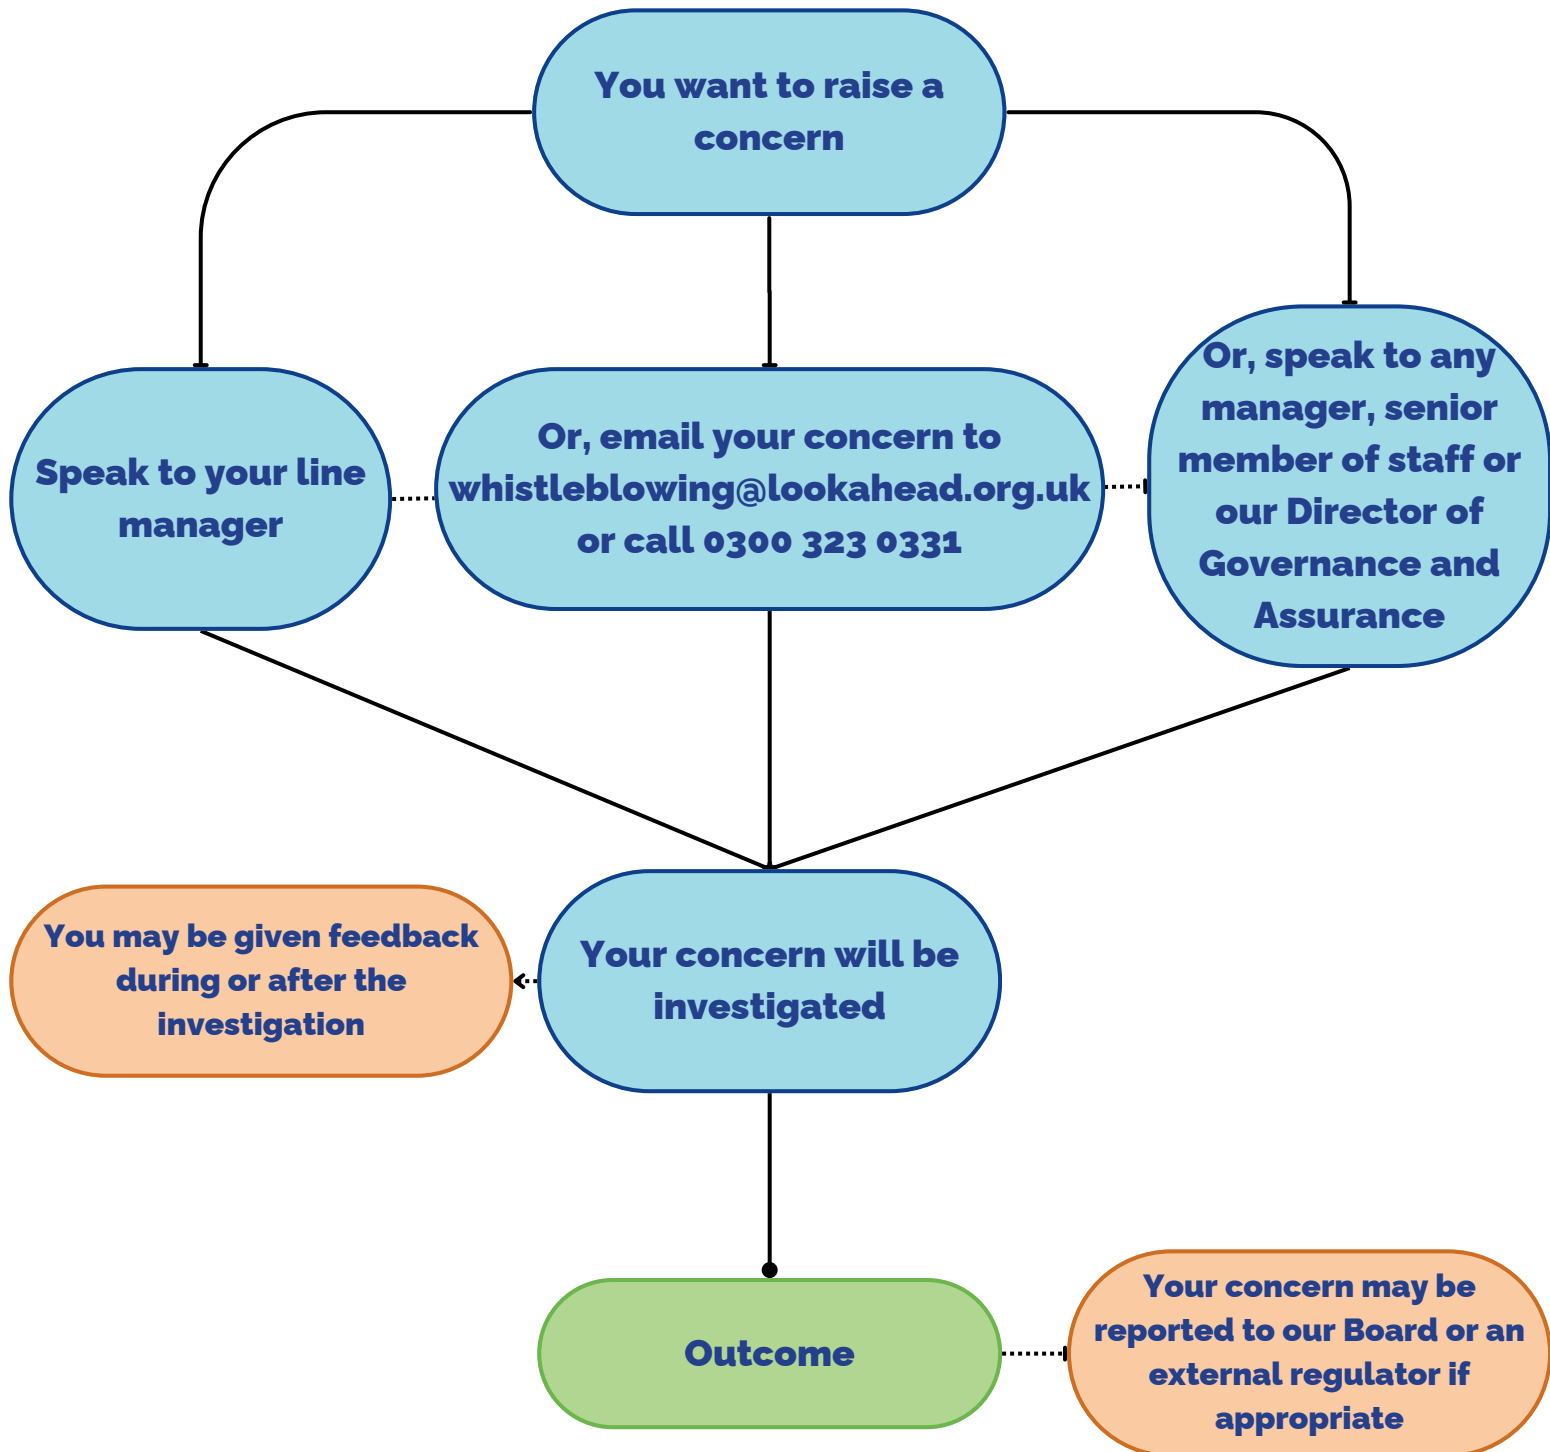 You want to raise a
concern
Speak to your line
manager
Or, email your concern to
whistleblowing@lookahead.org.uk
or call 0300 323 0331
Or, speak to any
manager, senior
member of staff or
our Director of
Governance and
Assurance
You may be given feedback
during or after the
investigation
Your concern will be
investigated
Outcome
Your concern may be
reported to our Board or an
external regulator if
appropriate